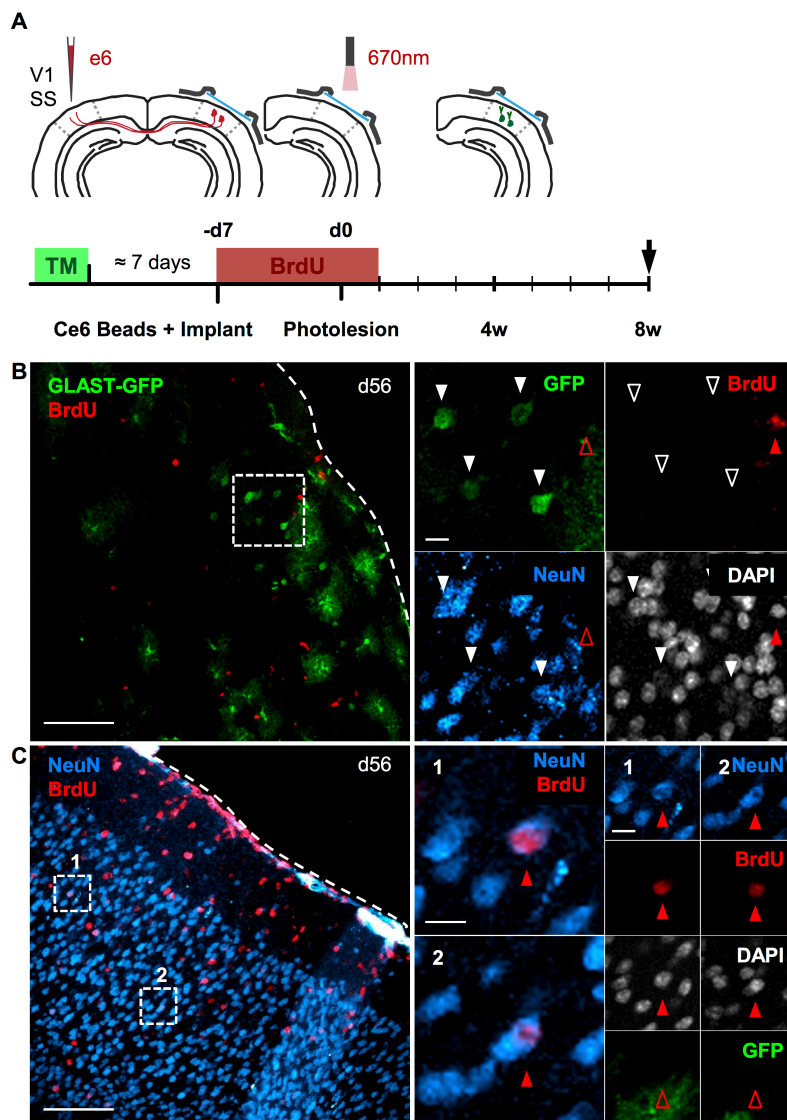 A
e6
670nm
V1
SS
-d7
d0
TM
≈ 7 days
BrdU
Ce6 Beads + Implant
Photolesion
4w
8w
B
GLAST-GFP
BrdU
d56
GFP
BrdU
NeuN
DAPI
C
NeuN
BrdU
d56
1
2
1
NeuN
BrdU
2
1
2
NeuN
BrdU
DAPI
GFP